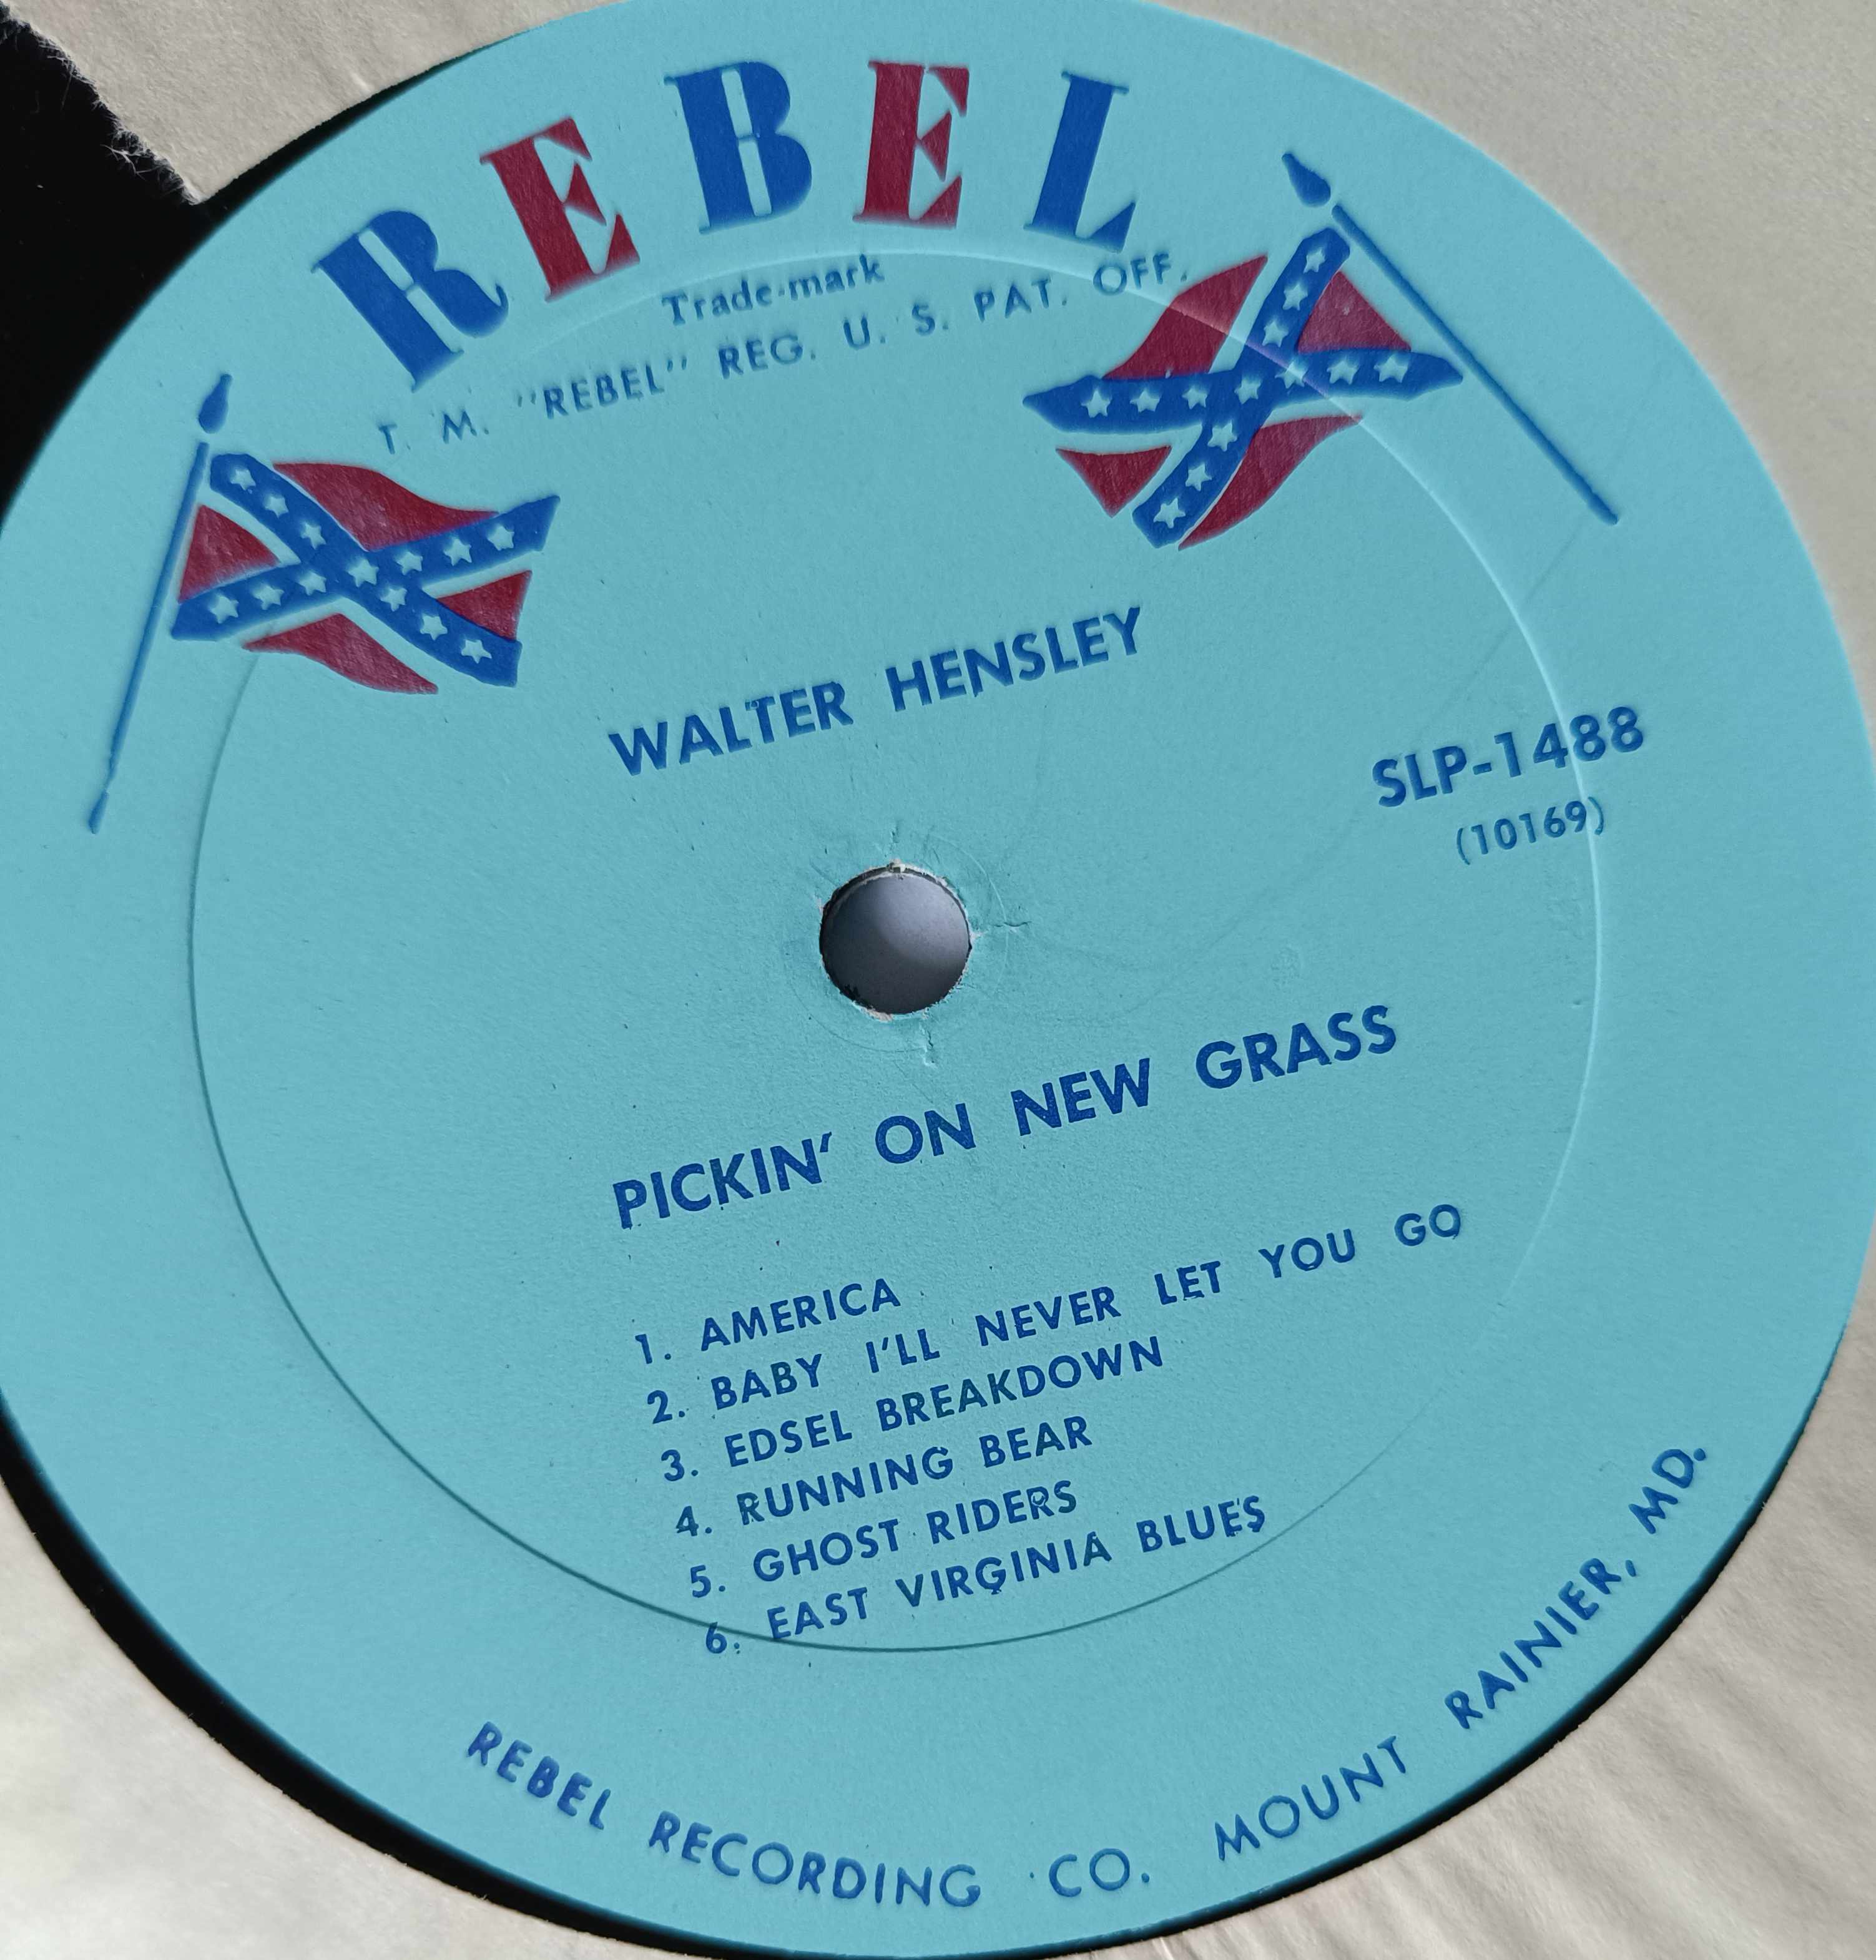 REBEL
Trade-mark
T. M. "REBEL" REG. U. S. PAT. OFF.
WALTER HENSLEY
SLP-1488
(10169)
PICKIN' ON NEW GRASS
1. AMERICA
2. BABY I'LL NEVER LET YOU GO
3. EDSEL BREAKDOWN
4. RUNNING BEAR
5. GHOST RIDERS
6. EAST VIRGINIA BLUES
REBEL RECORDING CO. MOUNT RAINIER, MD.